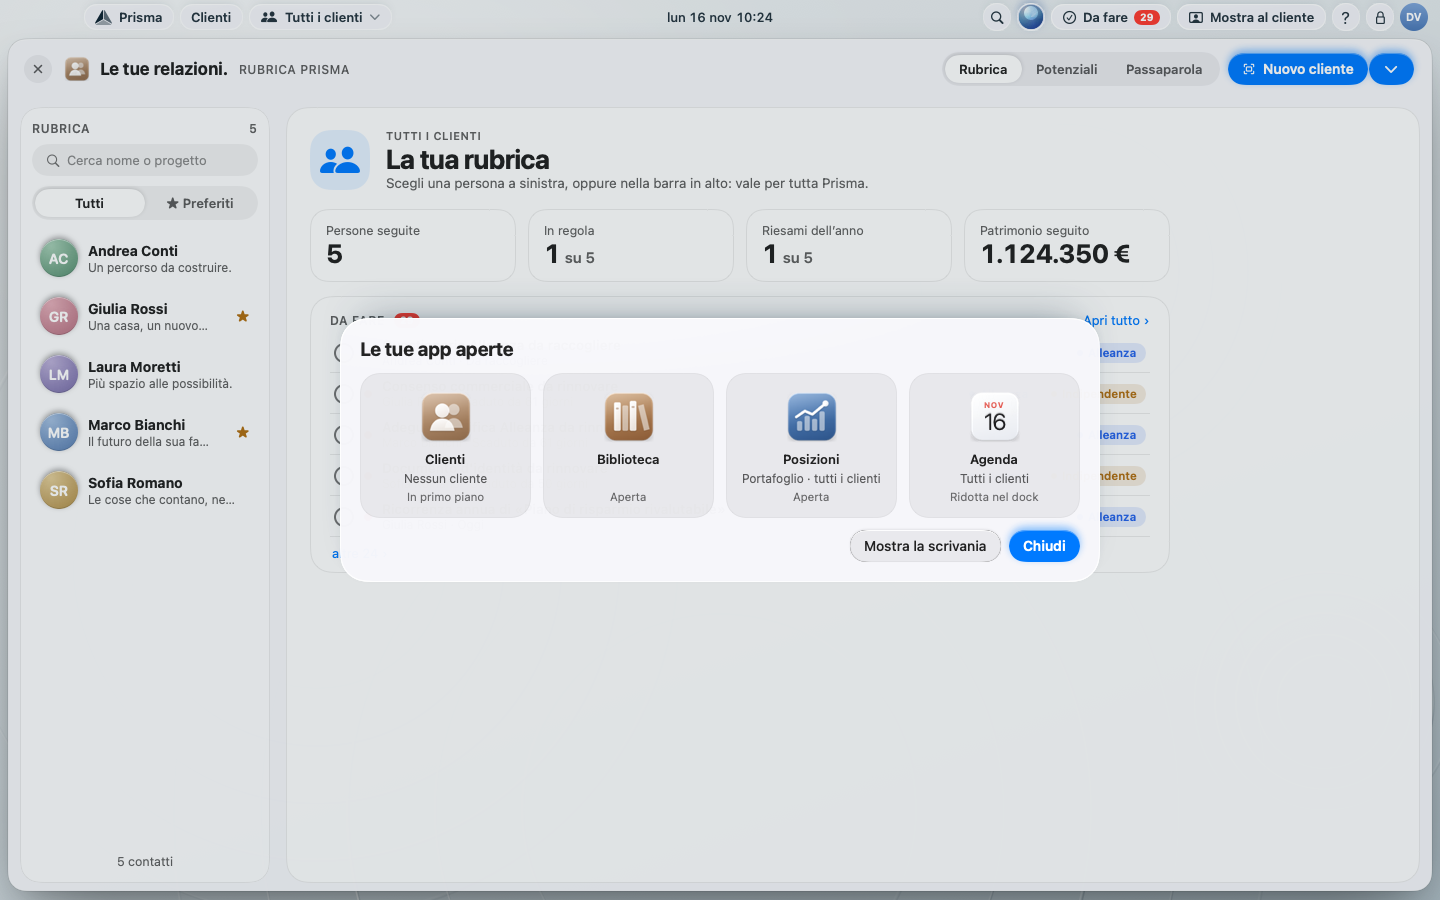 Prisma
Clienti
Tutti i clienti
lun 16 nov 10:24
Da fare 29
Mostra al cliente
?
DV
Le tue relazioni. RUBRICA PRISMA
Rubrica
Potenziali
Passaparola
Nuovo cliente
RUBRICA 5
Cerca nome o progetto
Tutti
Preferiti
AC
Andrea Conti
Un percorso da costruire.
GR
Giulia Rossi
Una casa, un nuovo...
LM
Laura Moretti
Più spazio alle possibilità.
MB
Marco Bianchi
Il futuro della sua fa...
SR
Sofia Romano
Le cose che contano, ne...
5 contatti
TUTTI I CLIENTI
La tua rubrica
Scegli una persona a sinistra, oppure nella barra in alto: vale per tutta Prisma.
Persone seguite
5
In regola
1 su 5
Riesami dell'anno
1 su 5
Patrimonio seguito
1.124.350 €
DA FARE
Apri tutto ›
Le tue app aperte
Clienti
Nessun cliente
In primo piano
Biblioteca
Aperta
Posizioni
Portafoglio · tutti i clienti
Aperta
NOV
16
Agenda
Tutti i clienti
Ridotta nel dock
Mostra la scrivania
Chiudi